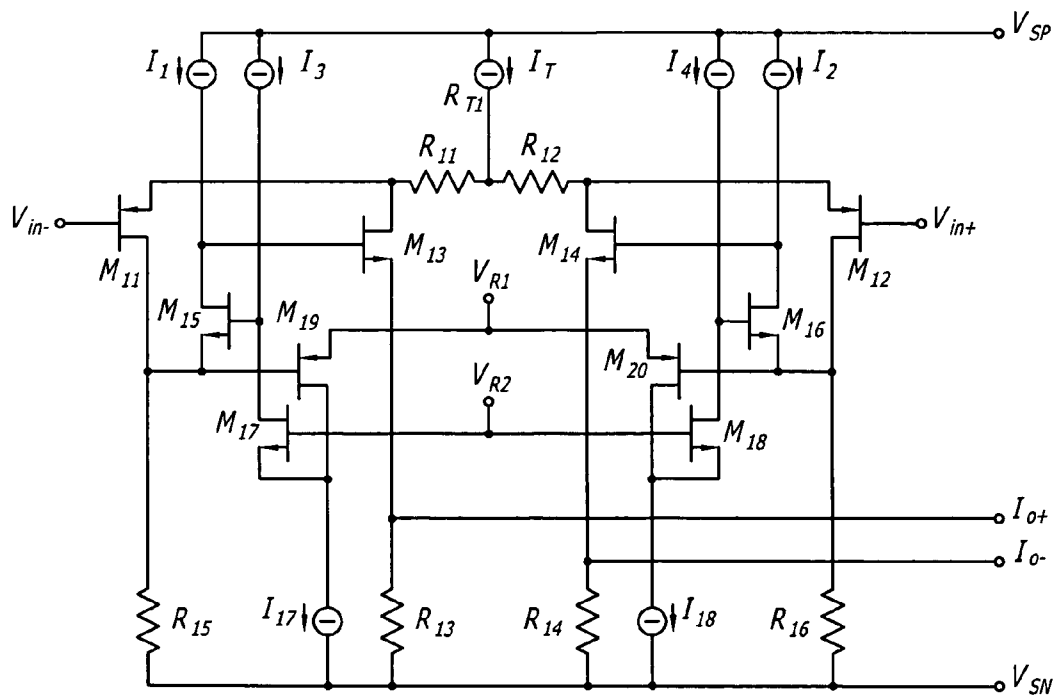 V_SP
I_1
I_3
I_T
I_4
I_2
R_T1
R_11
R_12
V_in-
V_in+
M_11
M_13
M_14
M_12
V_R1
M_15
M_19
M_16
M_20
V_R2
M_17
M_18
I_o+
I_o-
R_15
I_17
R_13
R_14
I_18
R_16
V_SN